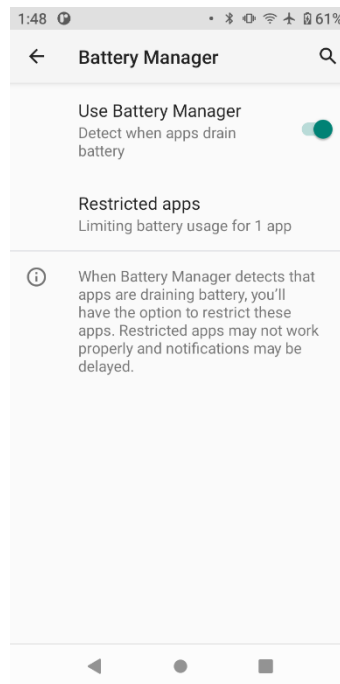 1:48 61%
Battery Manager
Use Battery Manager
Detect when apps drain
battery
Restricted apps
Limiting battery usage for 1 app
When Battery Manager detects that
apps are draining battery, you'll
have the option to restrict these
apps. Restricted apps may not work
properly and notifications may be
delayed.